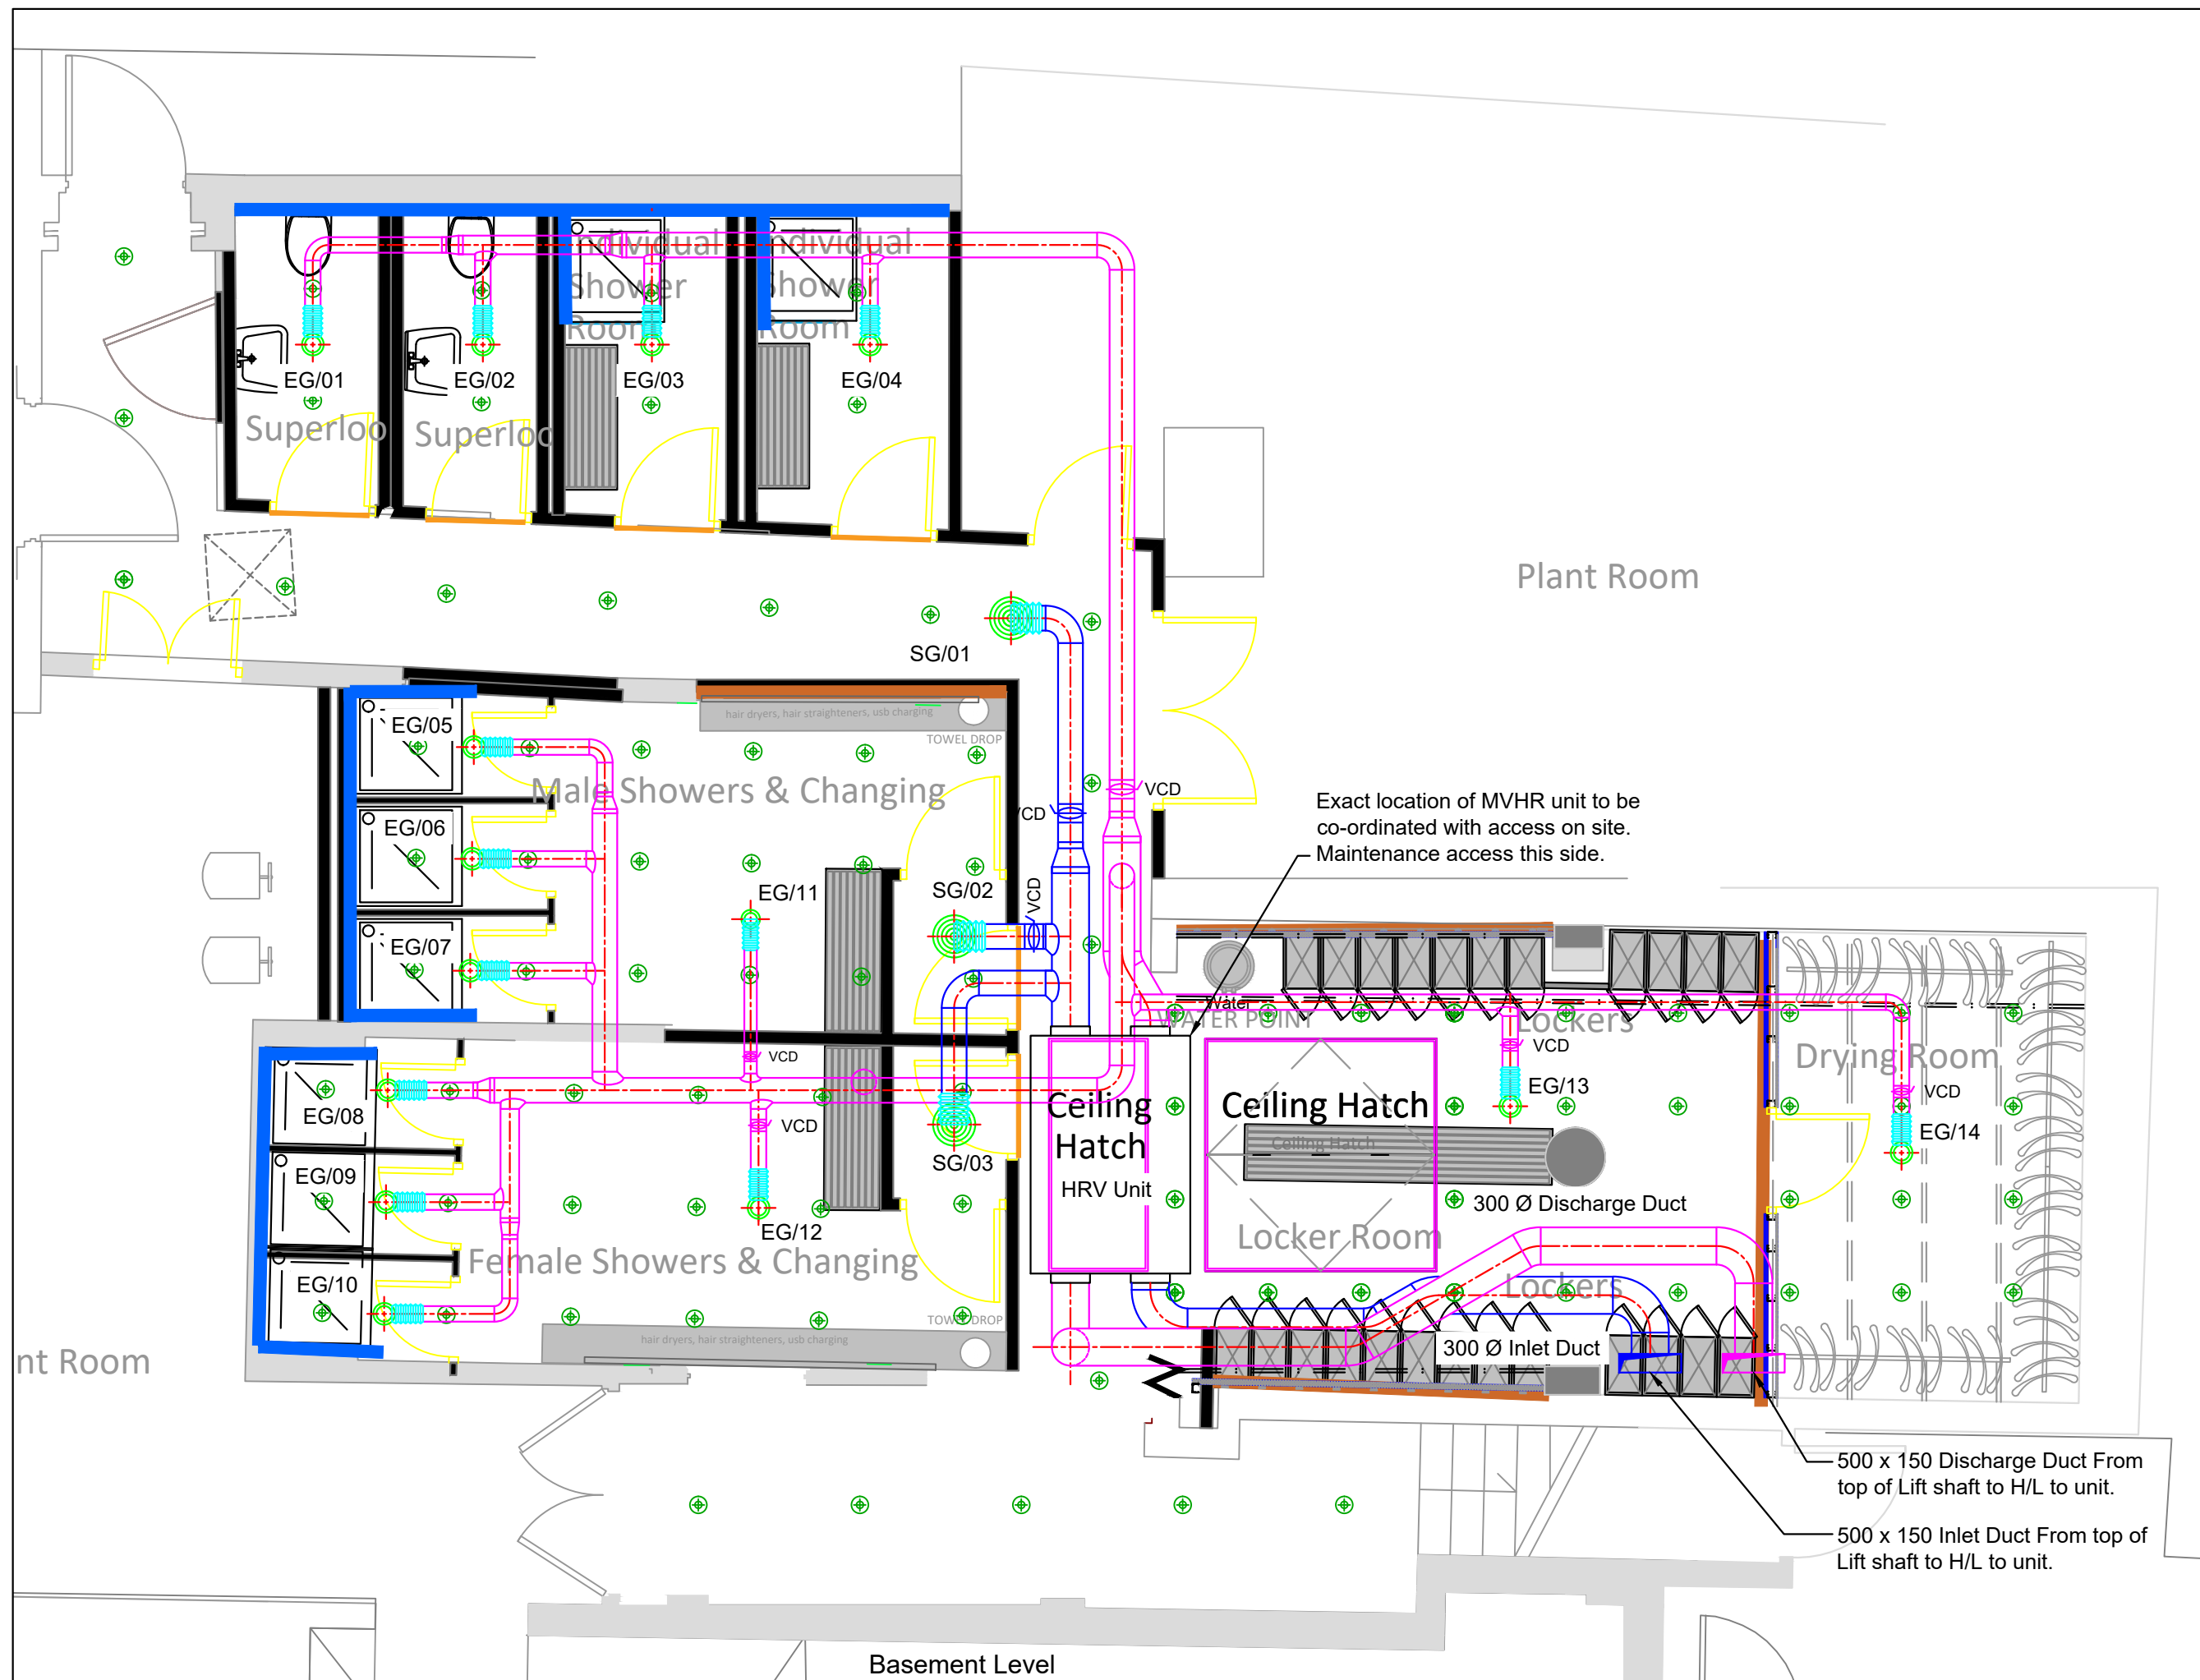 Individual
Shower
Room
Individual
Shower
Room
EG/01
EG/02
EG/03
EG/04
Superloo
Superloo
Plant Room
SG/01
EG/05
hair dryers, hair straighteners, usb charging
TOWEL DROP
Male Showers & Changing
VCD
VCD
Exact location of MVHR unit to be
co-ordinated with access on site.
Maintenance access this side.
EG/06
EG/11
SG/02
VCD
EG/07
Water
WATER POINT
Lockers
VCD
Drying Room
VCD
EG/08
VCD
Ceiling
Hatch
Ceiling Hatch
Ceiling Hatch
EG/13
VCD
EG/14
EG/09
SG/03
HRV Unit
300 Ø Discharge Duct
EG/12
Locker Room
Female Showers & Changing
EG/10
Lockers
TOWEL DROP
hair dryers, hair straighteners, usb charging
300 Ø Inlet Duct
nt Room
500 x 150 Discharge Duct From
top of Lift shaft to H/L to unit.
500 x 150 Inlet Duct From top of
Lift shaft to H/L to unit.
Basement Level